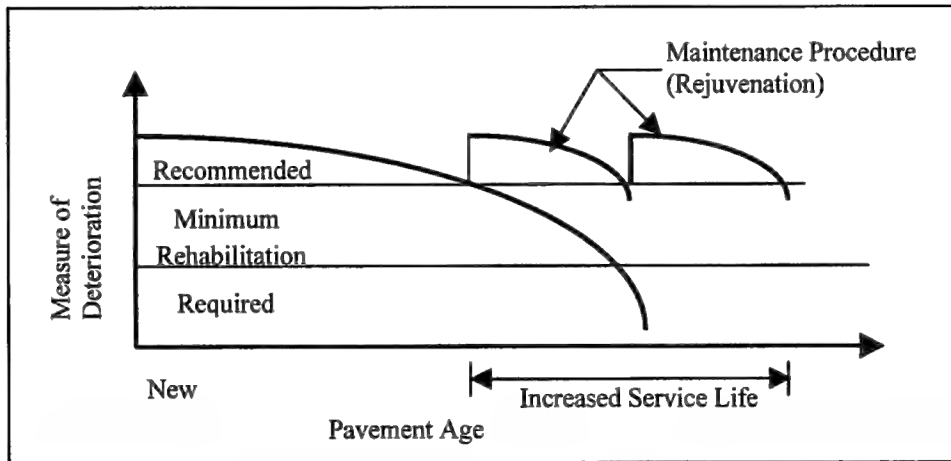 Maintenance Procedure
(Rejuvenation)
Recommended
Minimum
Rehabilitation
Required
Measure of
Deterioration
New
Increased Service Life
Pavement Age